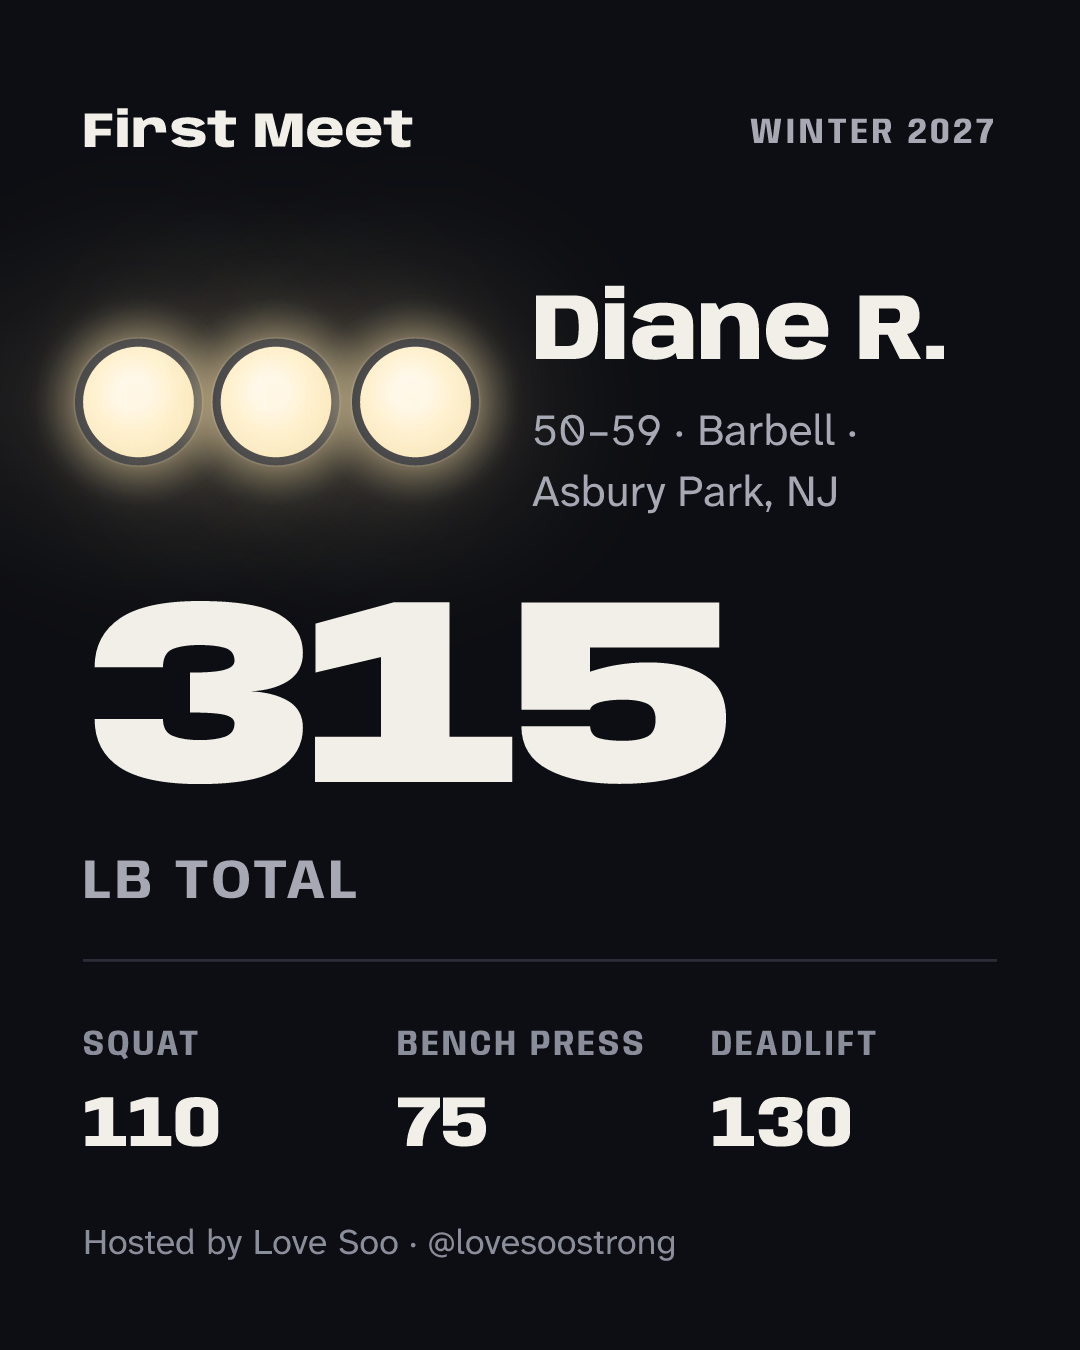 First Meet
WINTER 2027
Diane R.
50–59 · Barbell ·
Asbury Park, NJ
315
LB TOTAL
SQUAT
110
BENCH PRESS
75
DEADLIFT
130
Hosted by Love Soo · @lovesoostrong